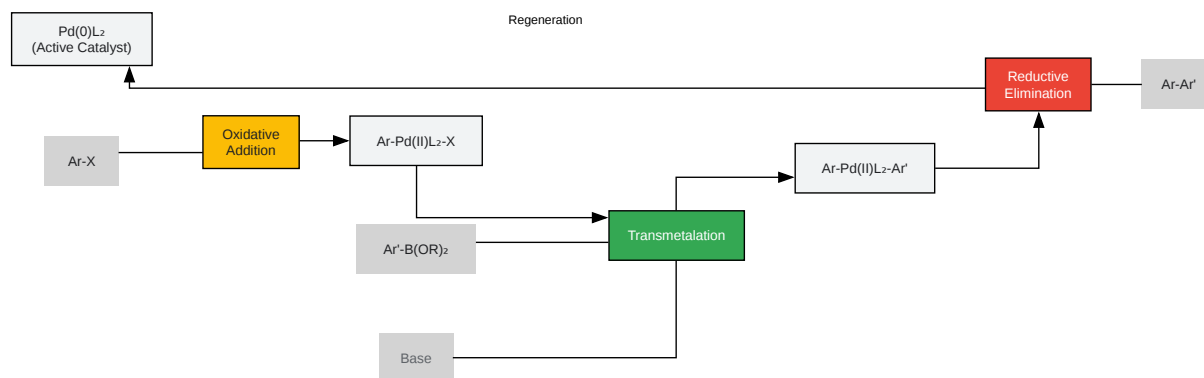 Regeneration
Pd(0)L₂
(Active Catalyst)
Reductive
Elimination
Ar-Ar'
Oxidative
Addition
Ar-Pd(II)L₂-X
Ar-X
Ar-Pd(II)L₂-Ar'
Transmetalation
Ar'-B(OR)₂
Base